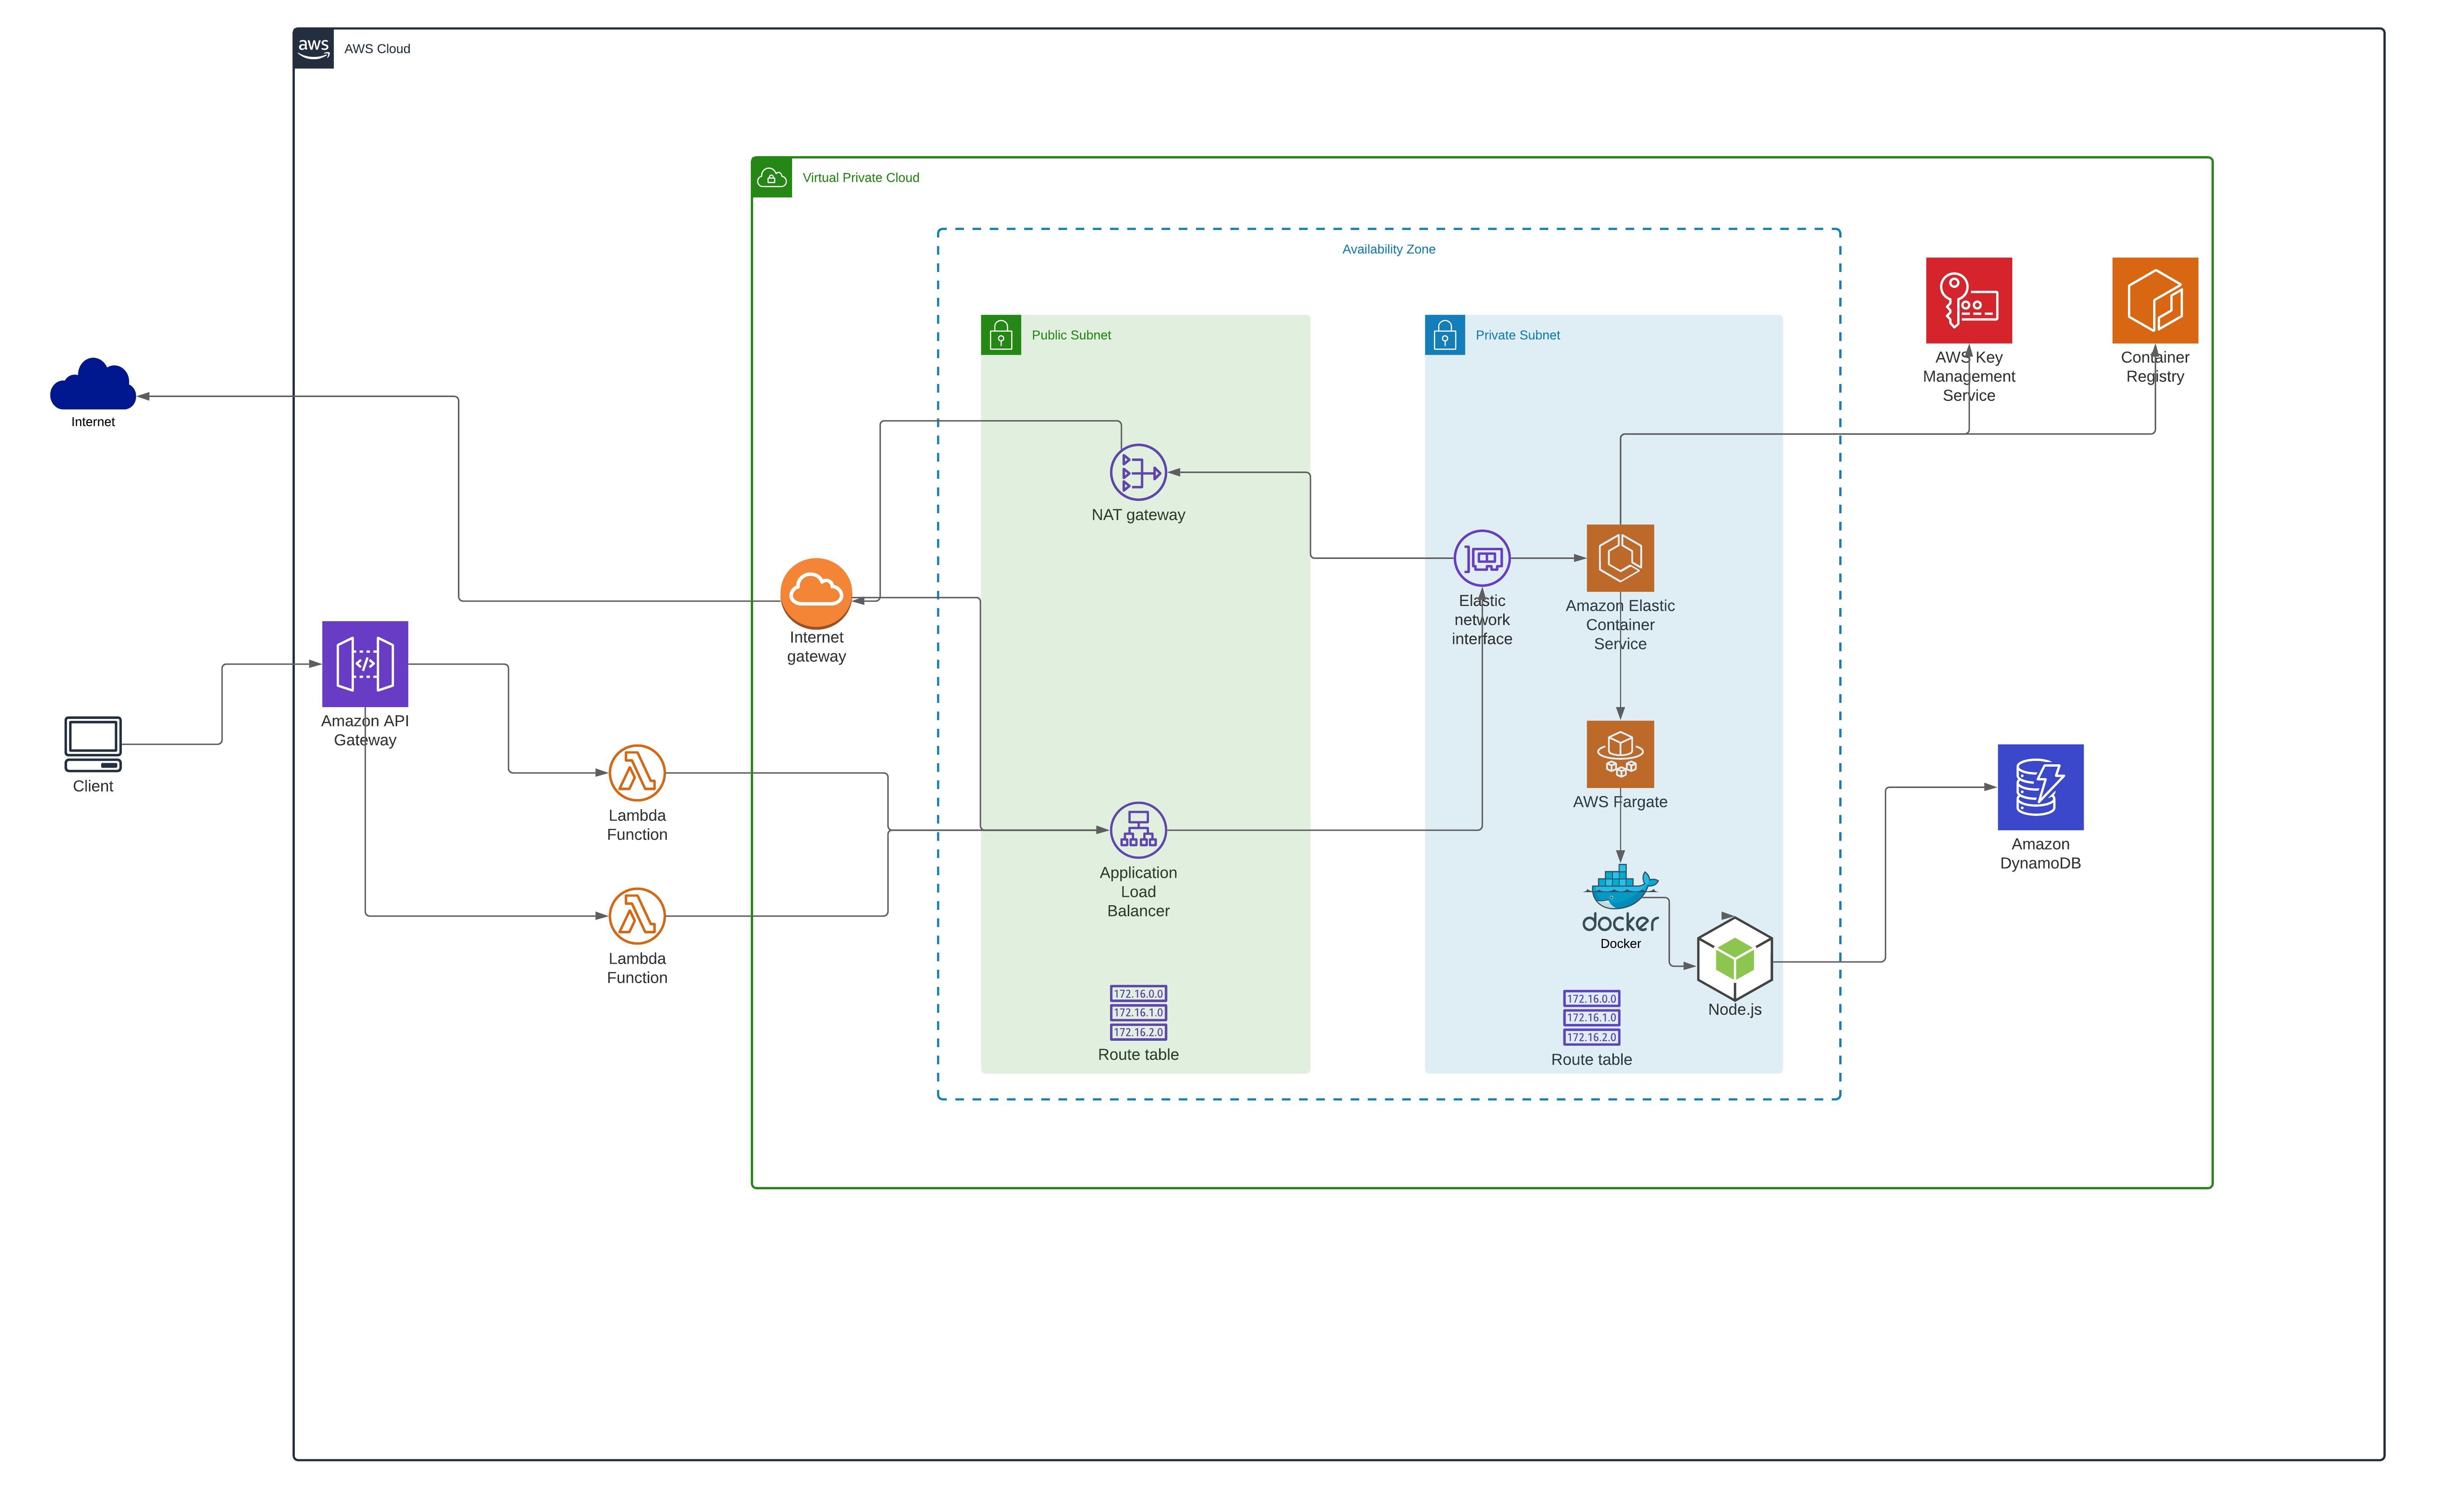 aws
AWS Cloud
Virtual Private Cloud
Availability Zone
Public Subnet
Private Subnet
AWS Key
Management
Service
Container
Registry
Internet
NAT gateway
Elastic
network
interface
Amazon Elastic
Container
Service
Internet
gateway
Amazon API
Gateway
Client
Lambda
Function
AWS Fargate
Amazon
DynamoDB
Application
Load
Balancer
docker
Docker
Lambda
Function
172.16.0.0
172.16.1.0
172.16.2.0
Route table
172.16.0.0
172.16.1.0
172.16.2.0
Route table
Node.js